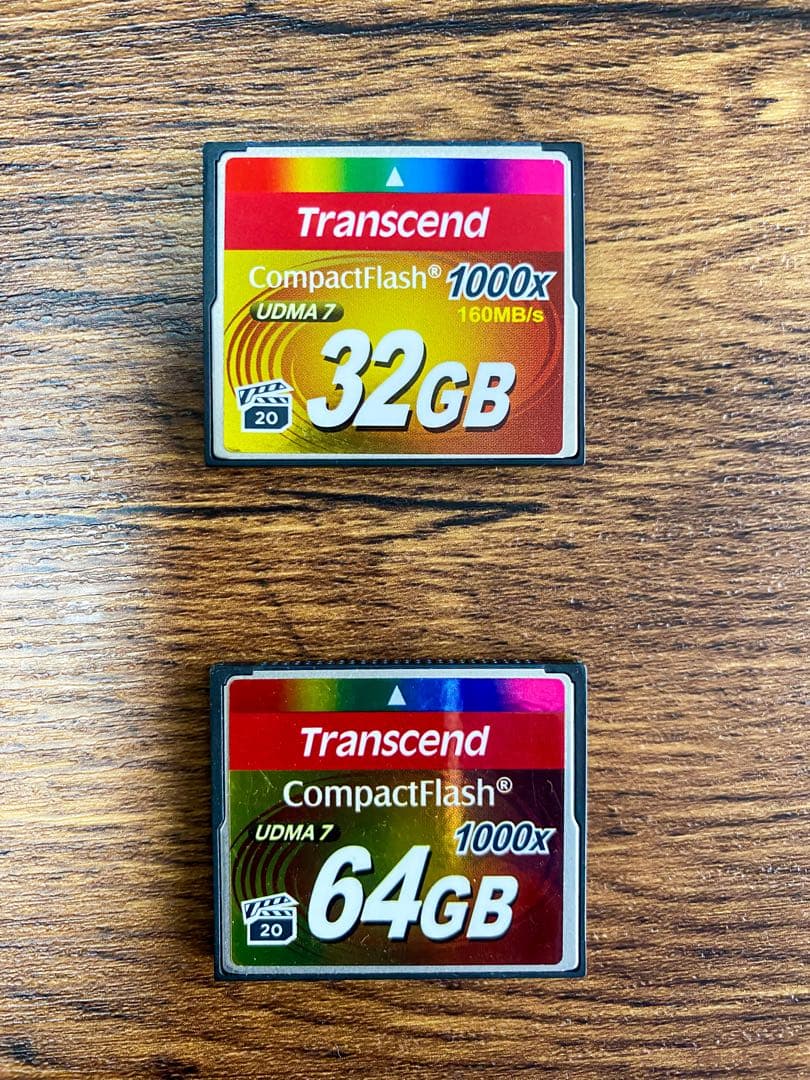 Transcend
CompactFlash® 1000x
UDMA 7 160MB/s
32GB
20
Transcend
CompactFlash®
UDMA 7 1000x
64GB
20